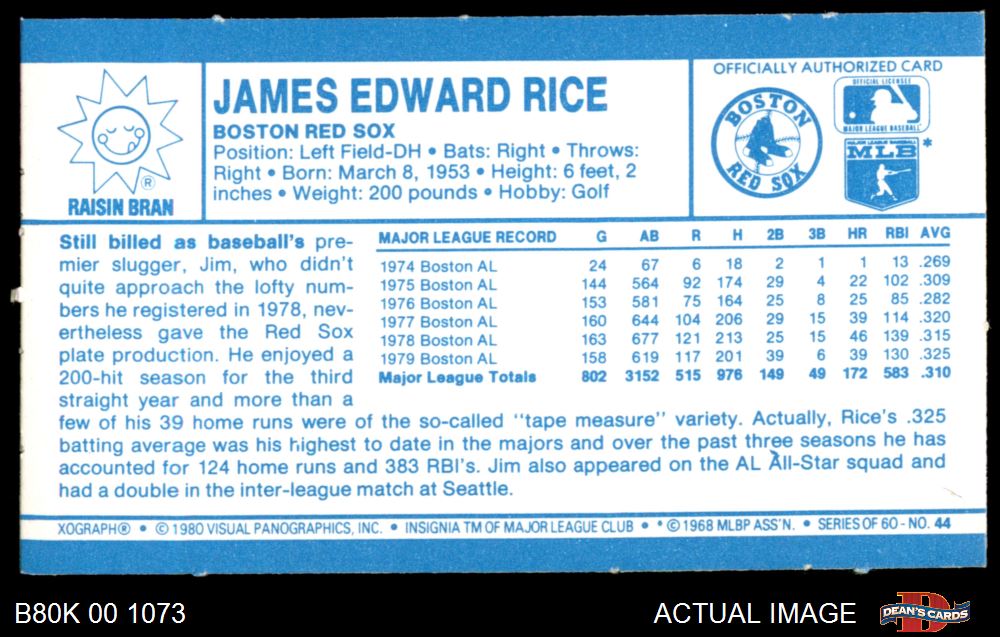 RAISIN BRAN
®
JAMES EDWARD RICE
BOSTON RED SOX
Position: Left Field-DH • Bats: Right • Throws:
Right • Born: March 8, 1953 • Height: 6 feet, 2
inches • Weight: 200 pounds • Hobby: Golf
OFFICIALLY AUTHORIZED CARD
BOSTON
RED SOX
OFFICIAL LICENSEE
MAJOR LEAGUE BASEBALL
MAJOR LEAGUE BASEBALL
MLB *
Still billed as baseball's pre-
mier slugger, Jim, who didn't
quite approach the lofty num-
bers he registered in 1978, nev-
ertheless gave the Red Sox
plate production. He enjoyed a
200-hit season for the third
straight year and more than a
few of his 39 home runs were of the so-called "tape measure" variety. Actually, Rice's .325
batting average was his highest to date in the majors and over the past three seasons he has
accounted for 124 home runs and 383 RBI's. Jim also appeared on the AL All-Star squad and
had a double in the inter-league match at Seattle.
MAJOR LEAGUE RECORD G AB R H 2B 3B HR RBI AVG
1974 Boston AL 24 67 6 18 2 1 1 13 .269
1975 Boston AL 144 564 92 174 29 4 22 102 .309
1976 Boston AL 153 581 75 164 25 8 25 85 .282
1977 Boston AL 160 644 104 206 29 15 39 114 .320
1978 Boston AL 163 677 121 213 25 15 46 139 .315
1979 Boston AL 158 619 117 201 39 6 39 130 .325
Major League Totals 802 3152 515 976 149 49 172 583 .310
XOGRAPH® • © 1980 VISUAL PANOGRAPHICS, INC. • INSIGNIA TM OF MAJOR LEAGUE CLUB • * © 1968 MLBP ASS'N. • SERIES OF 60 - NO. 44
B80K 00 1073
ACTUAL IMAGE
DEAN'S CARDS